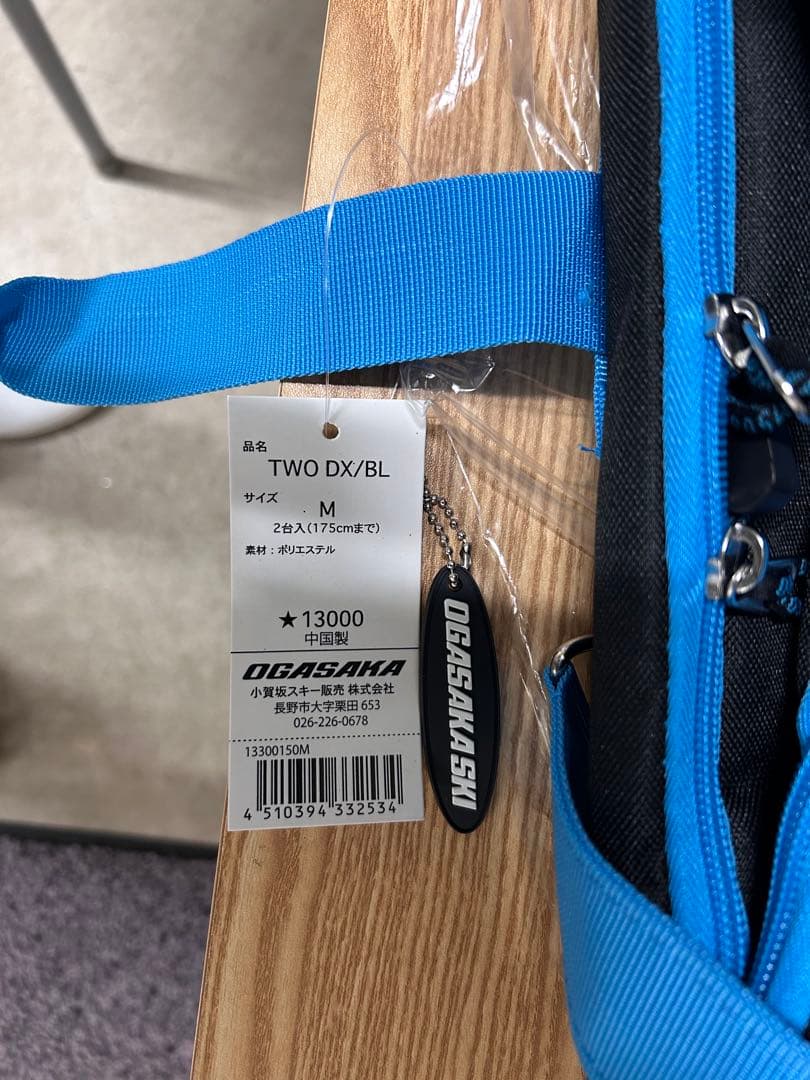 品名
TWO DX/BL
サイズ
M
2台入(175cmまで)
素材:ポリエステル
★13000
中国製
OGASAKA
小賀坂スキー販売 株式会社
長野市大字栗田 653
026-226-0678
13300150M
4 510394 332534
OGASAKA SKI